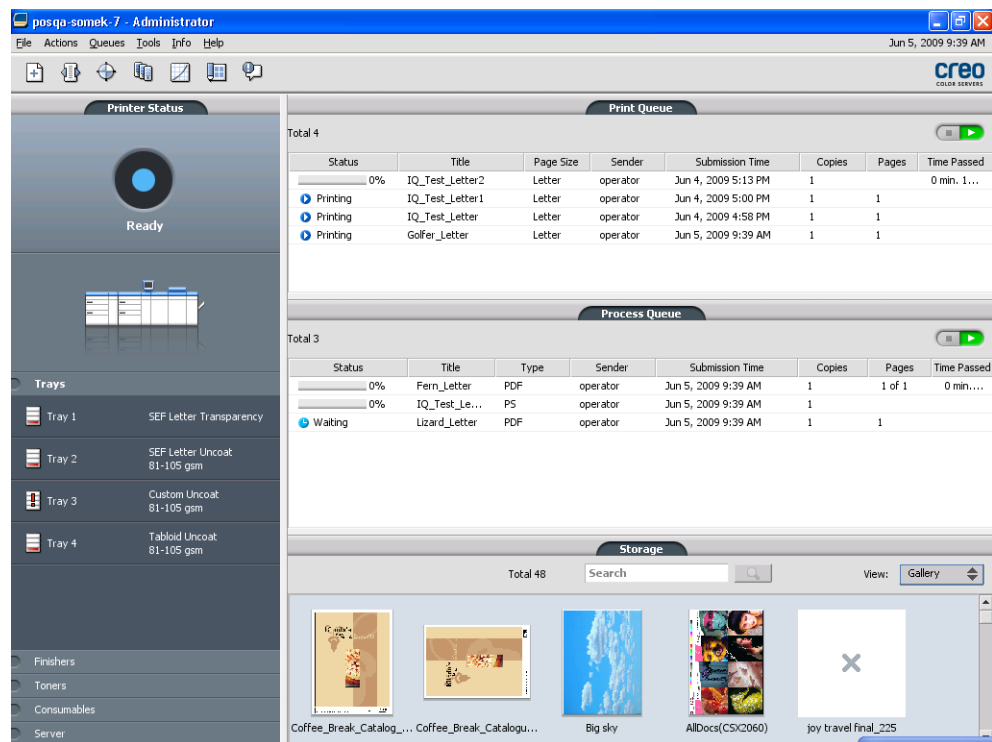 posqa-somek-7 - Administrator
File Actions Queues Tools Info Help Jun 5, 2009 9:39 AM
creo
COLOR SERVERS
Printer Status
Ready
Trays
Tray 1 SEF Letter Transparency
Tray 2 SEF Letter Uncoat
81-105 gsm
Tray 3 Custom Uncoat
81-105 gsm
Tray 4 Tabloid Uncoat
81-105 gsm
Finishers
Toners
Consumables
Server
Print Queue
Total 4
Status Title Page Size Sender Submission Time Copies Pages Time Passed
0% IQ_Test_Letter2 Letter operator Jun 4, 2009 5:13 PM 1 0 min. 1...
Printing IQ_Test_Letter1 Letter operator Jun 4, 2009 5:00 PM 1 1
Printing IQ_Test_Letter Letter operator Jun 4, 2009 4:58 PM 1 1
Printing Golfer_Letter Letter operator Jun 5, 2009 9:39 AM 1 1
Process Queue
Total 3
Status Title Type Sender Submission Time Copies Pages Time Passed
0% Fern_Letter PDF operator Jun 5, 2009 9:39 AM 1 1 of 1 0 min....
0% IQ_Test_Le... PS operator Jun 5, 2009 9:39 AM 1
Waiting Lizard_Letter PDF operator Jun 5, 2009 9:39 AM 1 1
Storage
Total 48 Search View: Gallery
Coffee_Break_Catalog_... Coffee_Break_Catalogu... Big sky AllDocs(CSX2060) joy travel final_225